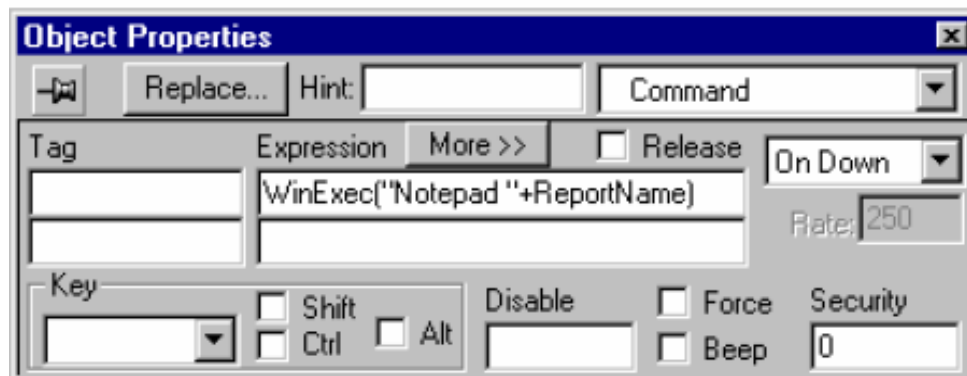 Object Properties
Replace... Hint: Command
Tag Expression More >> Release On Down
WinExec("Notepad "+ReportName)
Rate: 250
Key Shift Disable Force Security
Ctrl Alt Beep 0